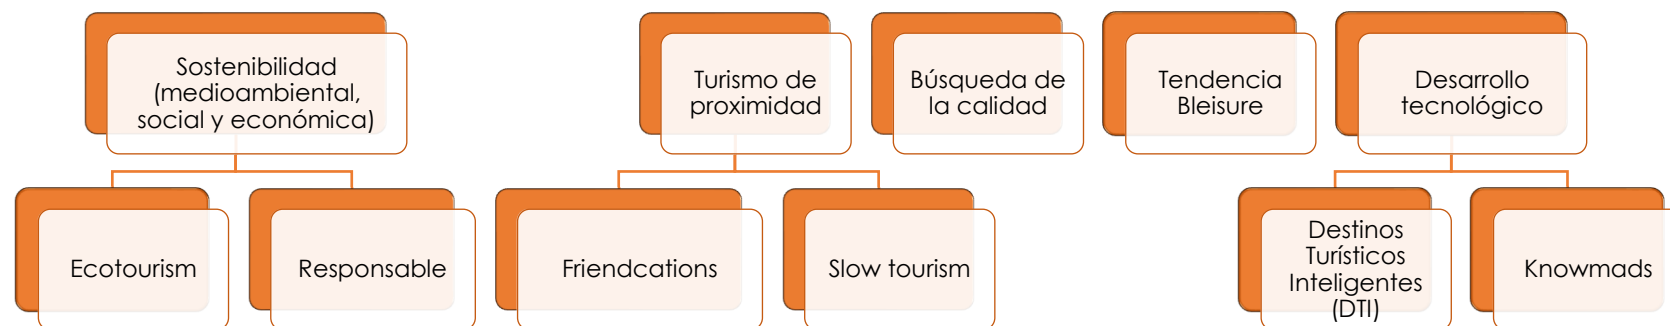 Sostenibilidad
(medioambiental,
social y económica)
Turismo de
proximidad
Búsqueda de
la calidad
Tendencia
Bleisure
Desarrollo
tecnológico
Ecotourism
Responsable
Friendcations
Slow tourism
Destinos
Turísticos
Inteligentes
(DTI)
Knowmads